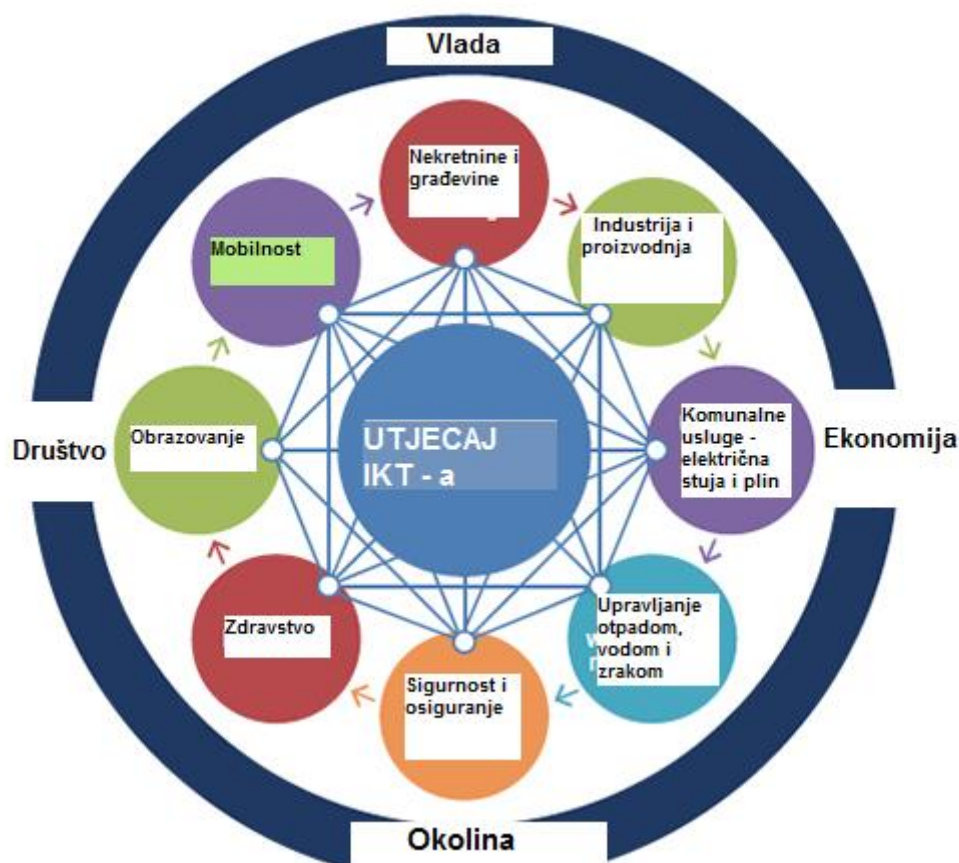 Vlada
Nekretnine i
građevine
Industrija i
proizvodnja
Mobilnost
Komunalne
usluge -
električna
stuja i plin
Ekonomija
Društvo
Obrazovanje
UTJECAJ
IKT - a
Upravljanje
otpadom,
vodom i
zrakom
Zdravstvo
Sigurnost i
osiguranje
Okolina